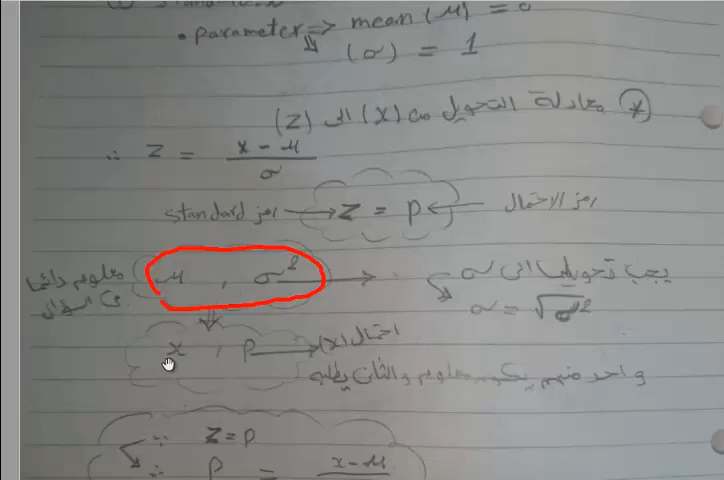 • parameter => mean (μ) = 0
(σ) = 1
* معادلة التحويل من (x) الى (Z)
∴ Z = x - μ / σ
رمز standard → Z = P ← رمز الاحتمال
معلوم دائما في السؤال μ , σ² → يجب تحويلها الى σ
σ = √σ²
x , P → احتمال (x)
واحد منهم يكون معلوم والثاني يطلبه
∵ Z = P
∴ P = x - μ